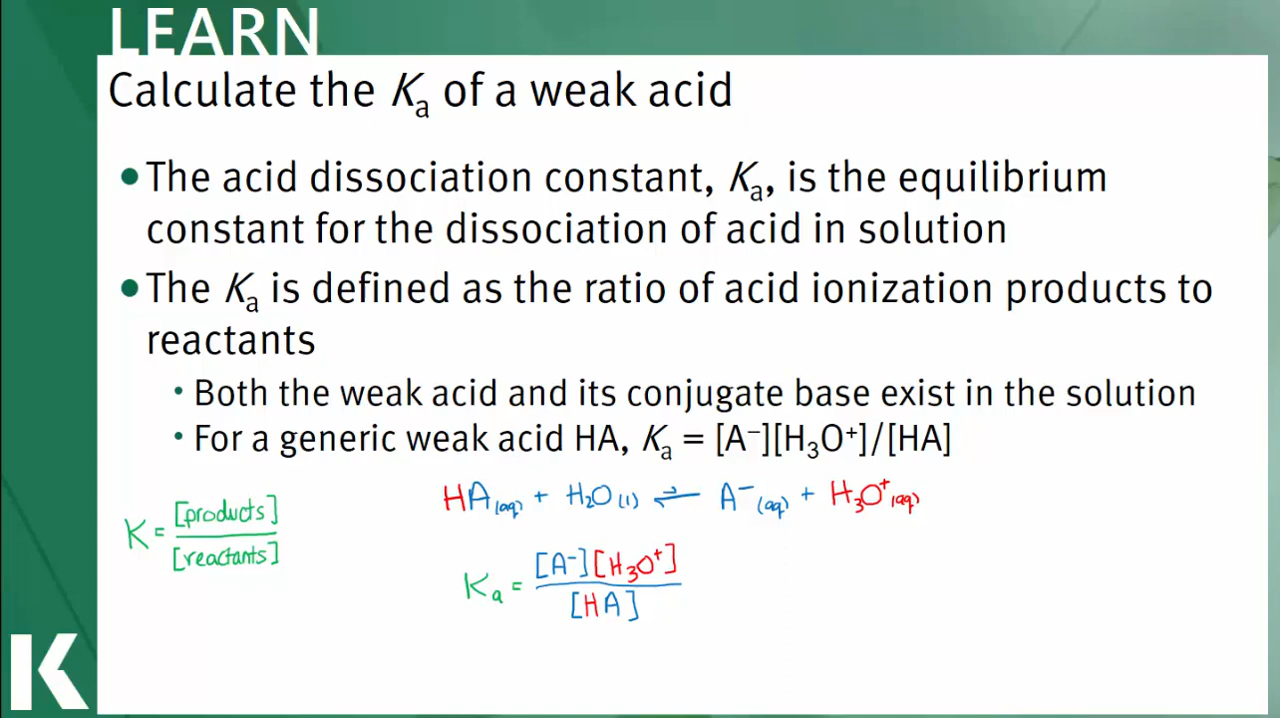 LEARN
Calculate the Kₐ of a weak acid
• The acid dissociation constant, Kₐ, is the equilibrium
constant for the dissociation of acid in solution
• The Kₐ is defined as the ratio of acid ionization products to
reactants
• Both the weak acid and its conjugate base exist in the solution
• For a generic weak acid HA, Kₐ = [A⁻][H₃O⁺]/[HA]
HA(aq) + H₂O(l) ⇌ A⁻(aq) + H₃O⁺(aq)
K = [products]/[reactants]
Kₐ = [A⁻][H₃O⁺]/[HA]
K